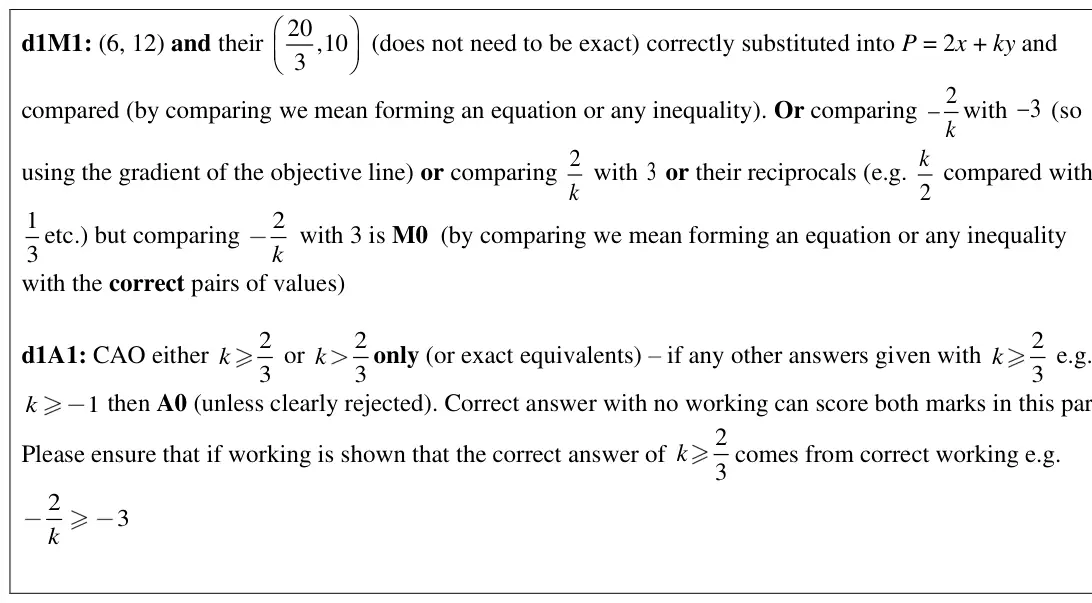 d1M1: (6, 12) and their (20/3, 10) (does not need to be exact) correctly substituted into P = 2x + ky and
compared (by comparing we mean forming an equation or any inequality). Or comparing −2/k with −3 (so
using the gradient of the objective line) or comparing 2/k with 3 or their reciprocals (e.g. k/2 compared with
1/3 etc.) but comparing −2/k with 3 is M0 (by comparing we mean forming an equation or any inequality
with the correct pairs of values)
d1A1: CAO either k ⩾ 2/3 or k > 2/3 only (or exact equivalents) – if any other answers given with k ⩾ 2/3 e.g.
k ⩾ −1 then A0 (unless clearly rejected). Correct answer with no working can score both marks in this par
Please ensure that if working is shown that the correct answer of k ⩾ 2/3 comes from correct working e.g.
−2/k ⩾ −3